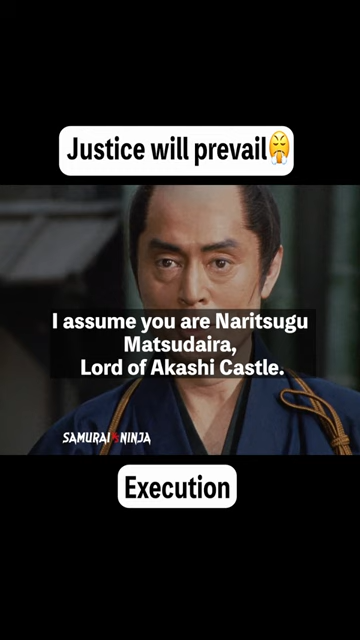 Justice will prevail😤
I assume you are Naritsugu
Matsudaira,
Lord of Akashi Castle.
SAMURAI NINJA
Execution